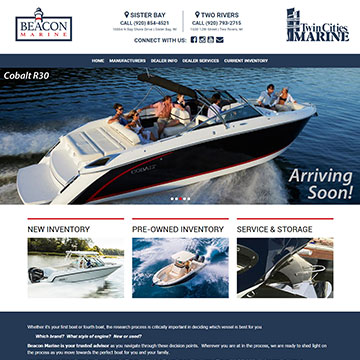 BEACON
MARINE
SISTER BAY
CALL (920) 854-4521
TWO RIVERS
CALL (920) 793-2715
CONNECT WITH US:
Twin Cities
MARINE
HOME MANUFACTURERS DEALER INFO DEALER SERVICES CURRENT INVENTORY
Cobalt R30
COBALT
Arriving
Soon!
NEW INVENTORY
PRE-OWNED INVENTORY
SERVICE & STORAGE
Whether it's your first boat or fourth boat, the research process is critically important in deciding which vessel is best for you.
Which brand? What style of engine? New or used?
Beacon Marine is your trusted advisor as you navigate through these decision points. Wherever you are at in the process, we are ready to shed light on
the process as you move towards the perfect boat for you and your family.